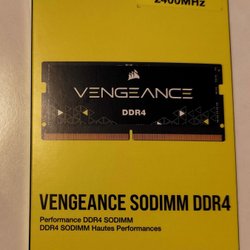 2400MHz
VENGEANCE
DDR4
VENGEANCE SODIMM DDR4
Performance DDR4 SODIMM
DDR4 SODIMM Hautes Performances